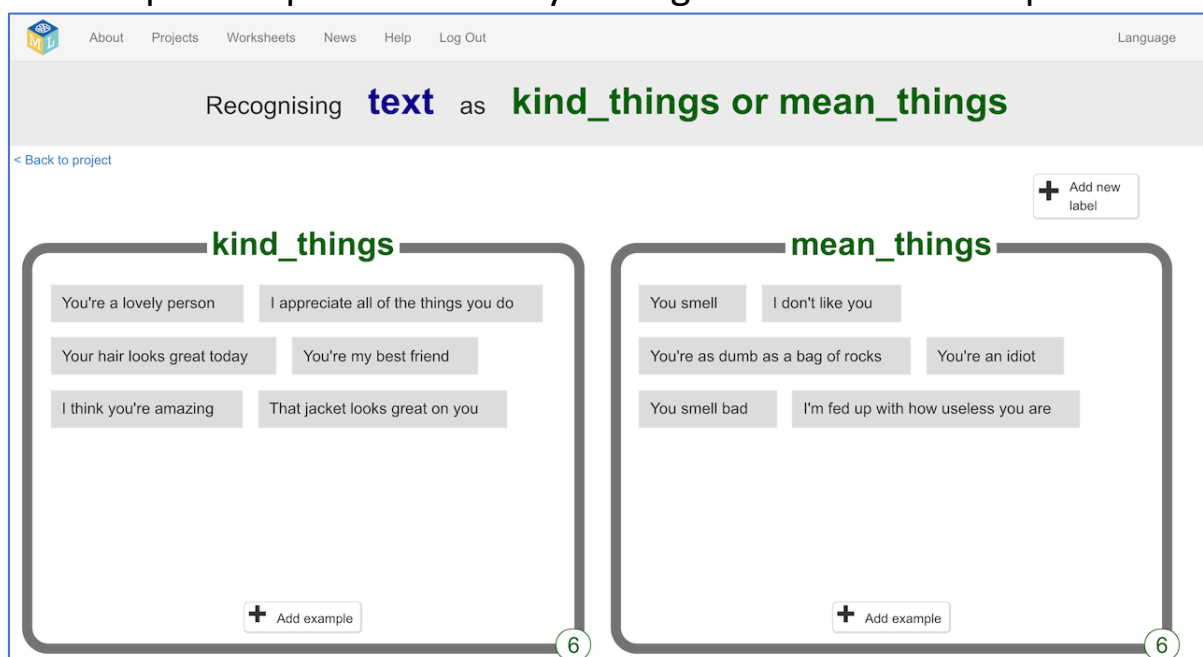 ML
About Projects Worksheets News Help Log Out Language
Recognising text as kind_things or mean_things
< Back to project
Add new
label
kind_things
You're a lovely person I appreciate all of the things you do
Your hair looks great today You're my best friend
I think you're amazing That jacket looks great on you
Add example
6
mean_things
You smell I don't like you
You're as dumb as a bag of rocks You're an idiot
You smell bad I'm fed up with how useless you are
Add example
6